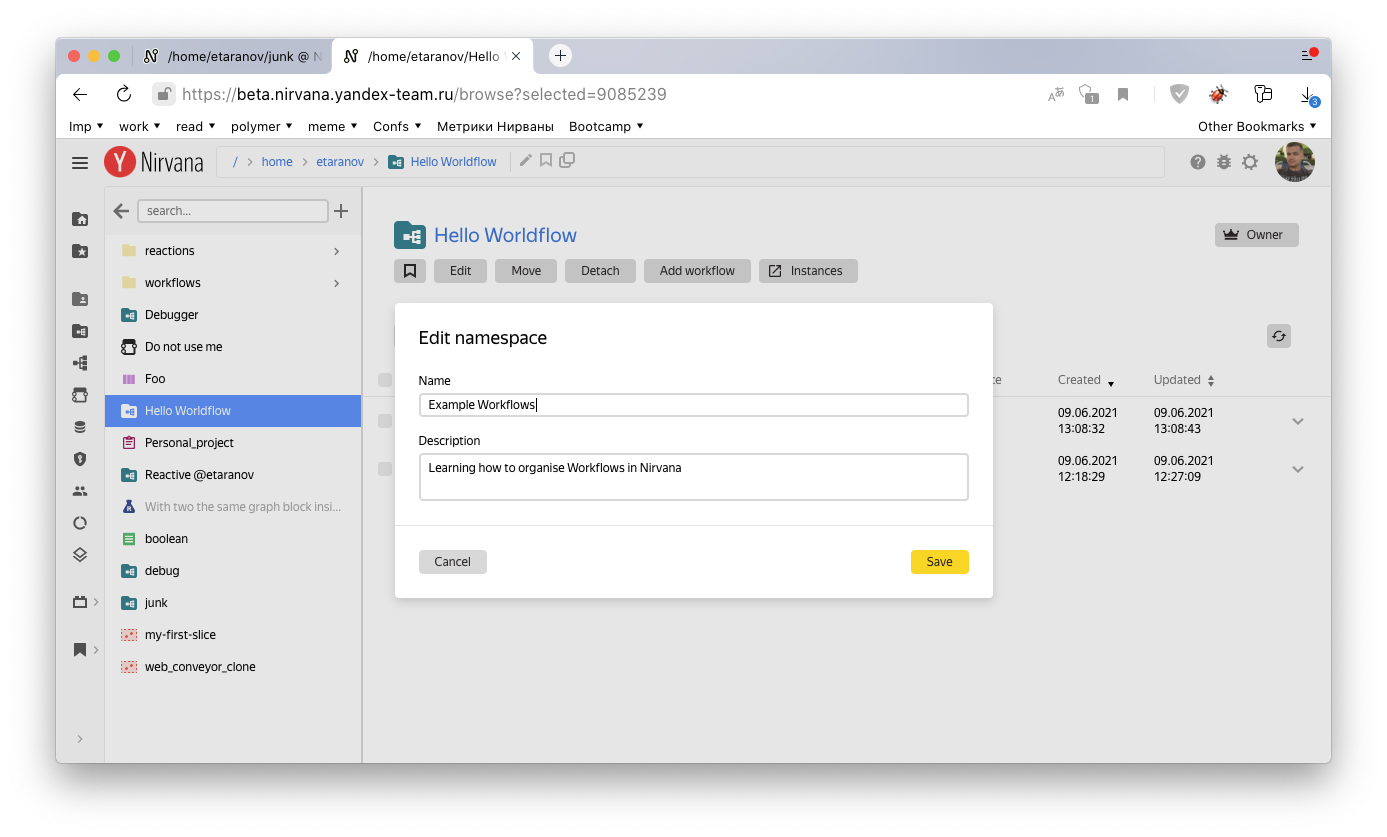 /home/etaranov/junk @ N
/home/etaranov/Hello W
https://beta.nirvana.yandex-team.ru/browse?selected=9085239
1
3
Imp work read polymer meme Confs Метрики Нирваны Bootcamp Other Bookmarks
Y Nirvana / home etaranov Hello Worldflow
search...
reactions
workflows
Debugger
Do not use me
Foo
Hello Worldflow
Personal_project
Reactive @etaranov
With two the same graph block insi...
boolean
debug
junk
my-first-slice
web_conveyor_clone
Hello Worldflow
Owner
Edit Move Detach Add workflow Instances
Edit namespace
Name
Example Workflows
Description
Learning how to organise Workflows in Nirvana
Cancel Save
ce Created Updated
09.06.2021 09.06.2021
13:08:32 13:08:43
09.06.2021 09.06.2021
12:18:29 12:27:09